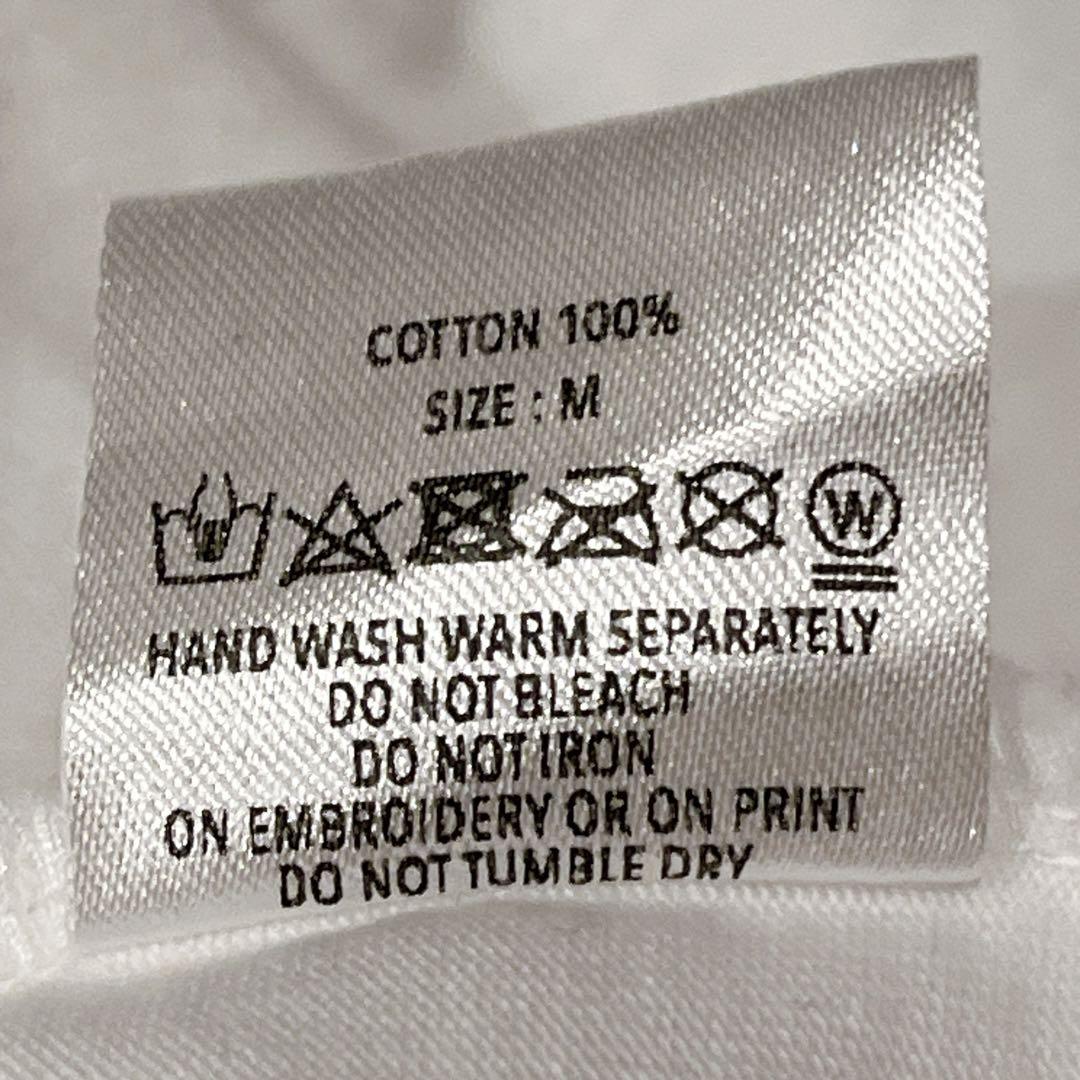 COTTON 100%
SIZE : M
W
HAND WASH WARM SEPARATELY
DO NOT BLEACH
DO NOT IRON
ON EMBROIDERY OR ON PRINT
DO NOT TUMBLE DRY